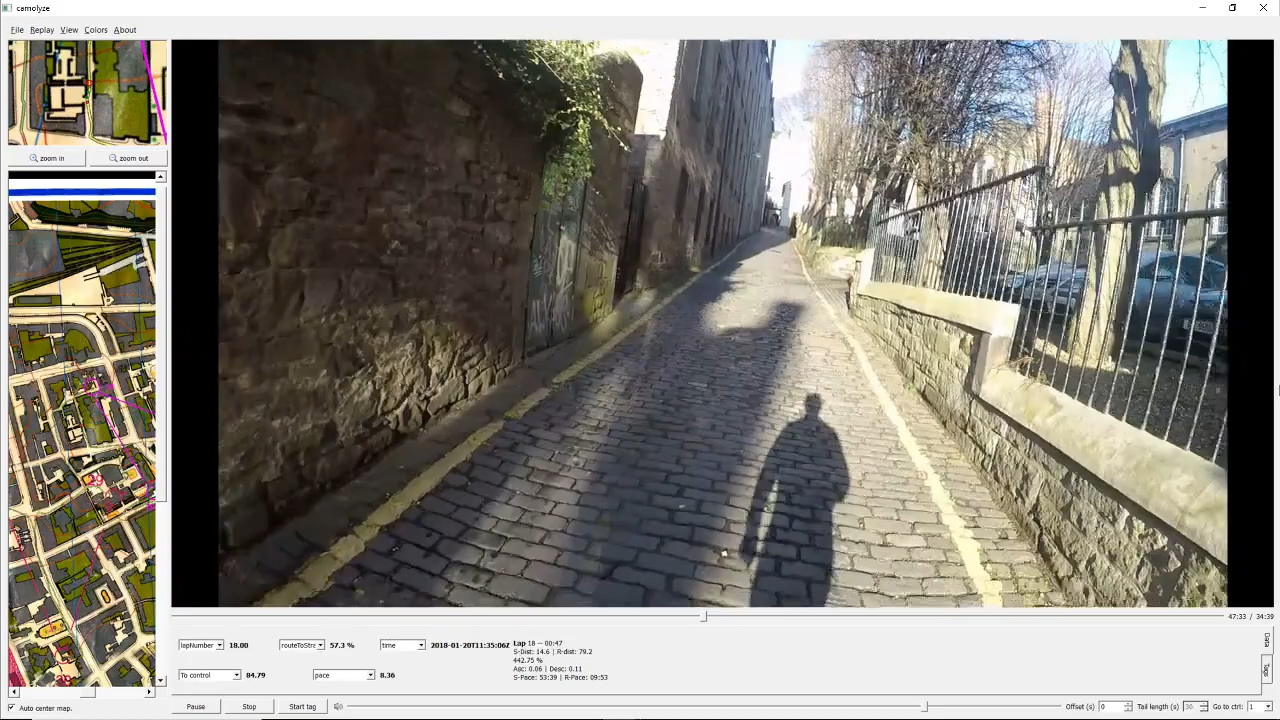 camolyze
File Replay View Colors About
zoom in zoom out
47:33 / 34:39
lapNumber 18.00 routeToStr 57.3 % time 2018-01-20T11:35:06Z
To control 84.79 pace 8.36
Lap 18 -- 00:47
S-Dist: 14.6 | R-dist: 79.2
442.75 %
Asc: 0.06 | Desc: 0.11
S-Pace: 53:39 | R-Pace: 09:53
Data
Tags
Auto center map.
Pause Stop Start tag Offset (s) 0 Tail length (s) 30 Go to ctrl: 1